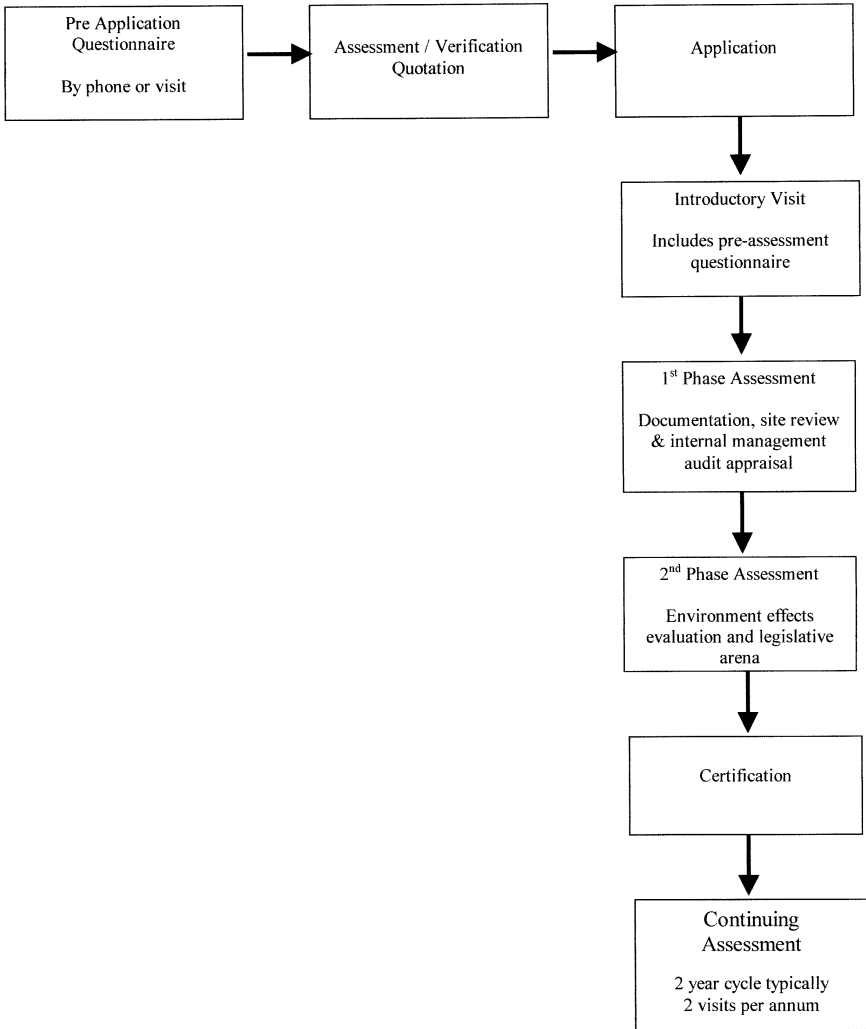 Pre Application
Questionnaire
By phone or visit
Assessment / Verification
Quotation
Application
Introductory Visit
Includes pre-assessment
questionnaire
1st Phase Assessment
Documentation, site review
& internal management
audit appraisal
2nd Phase Assessment
Environment effects
evaluation and legislative
arena
Certification
Continuing
Assessment
2 year cycle typically
2 visits per annum